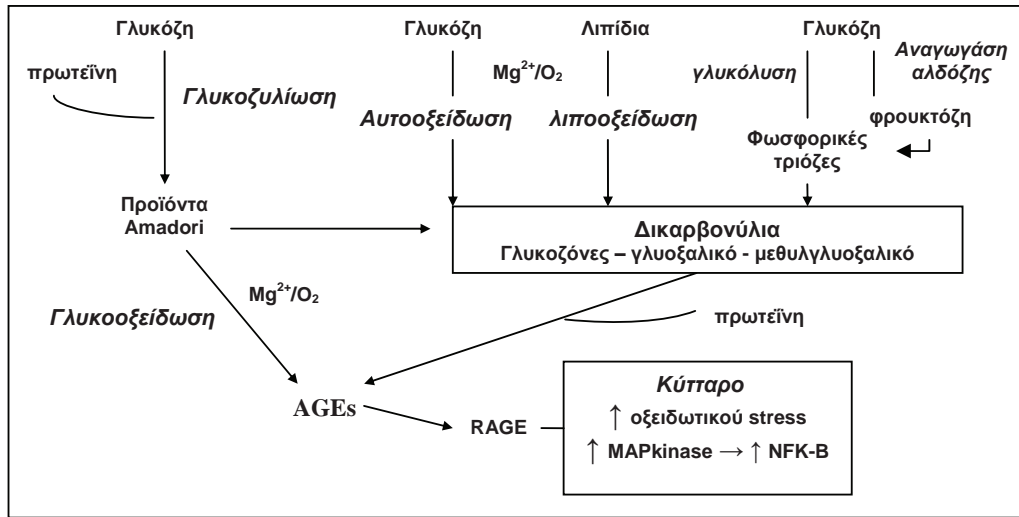 Γλυκόζη
Γλυκόζη
Λιπίδια
Γλυκόζη
πρωτεΐνη
Γλυκοζυλίωση
Mg²⁺/O₂
Αυτοοξείδωση
λιποοξείδωση
γλυκόλυση
Αναγωγάση
αλδόζης
φρουκτόζη
Φωσφορικές
τριόζες
Προϊόντα
Amadori
Δικαρβονύλια
Γλυκοζόνες – γλυοξαλικό - μεθυλγλυοξαλικό
Mg²⁺/O₂
Γλυκοοξείδωση
πρωτεΐνη
AGEs
RAGE
Κύτταρο
↑ οξειδωτικού stress
↑ MAPkinase → ↑ NFK-B